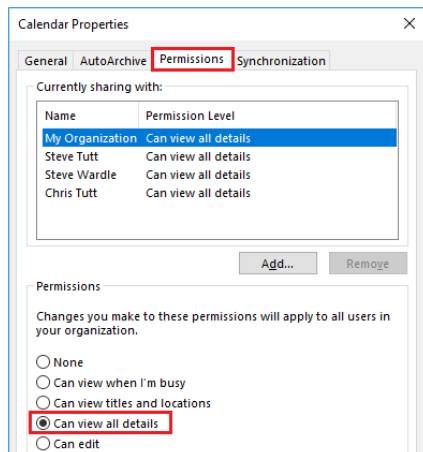 Calendar Properties
General AutoArchive Permissions Synchronization
Currently sharing with:
Name Permission Level
My Organization Can view all details
Steve Tutt Can view all details
Steve Wardle Can view all details
Chris Tutt Can view all details
Add... Remove
Permissions
Changes you make to these permissions will apply to all users in
your organization.
None
Can view when I'm busy
Can view titles and locations
Can view all details
Can edit